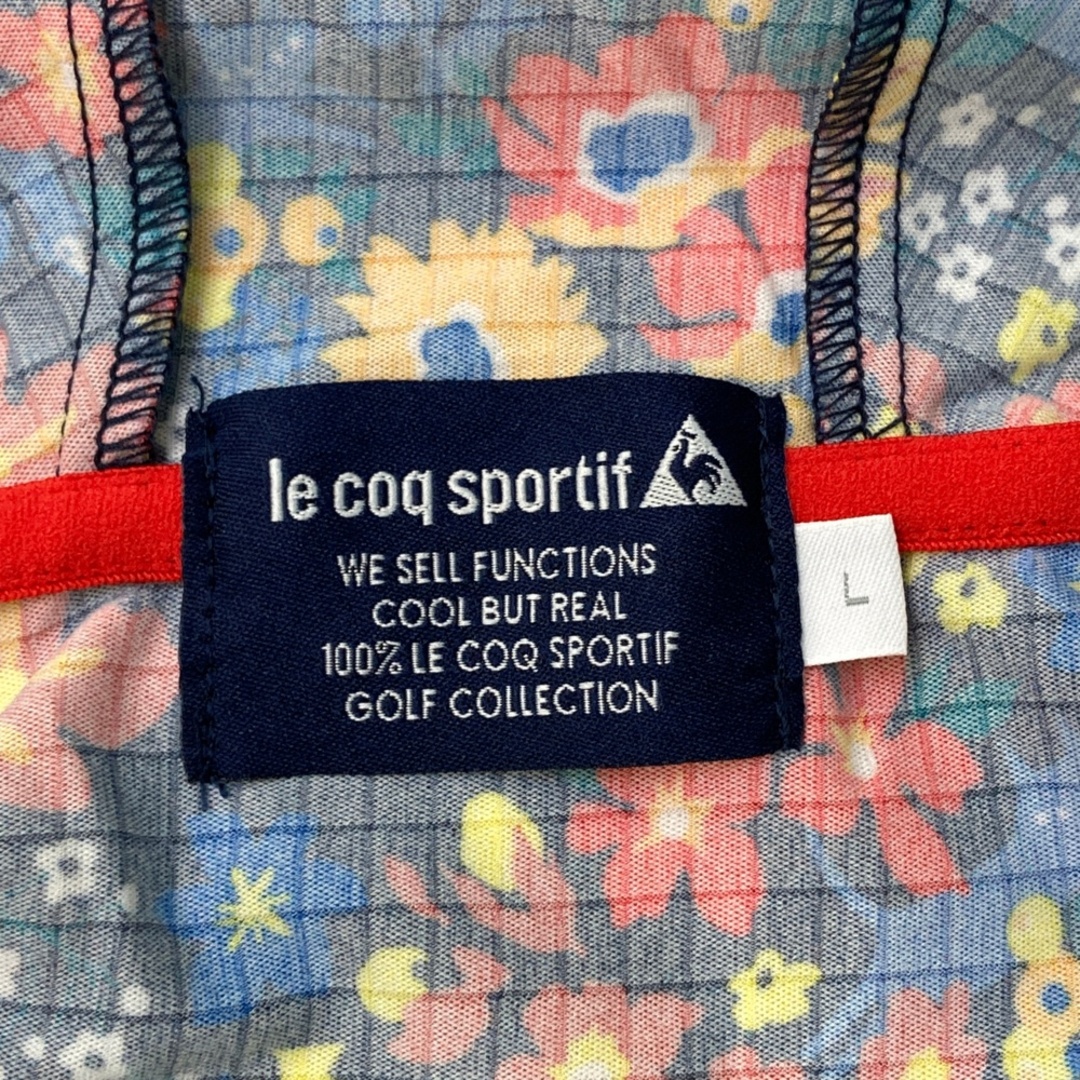 le coq sportif
WE SELL FUNCTIONS
COOL BUT REAL
100% LE COQ SPORTIF
GOLF COLLECTION
L